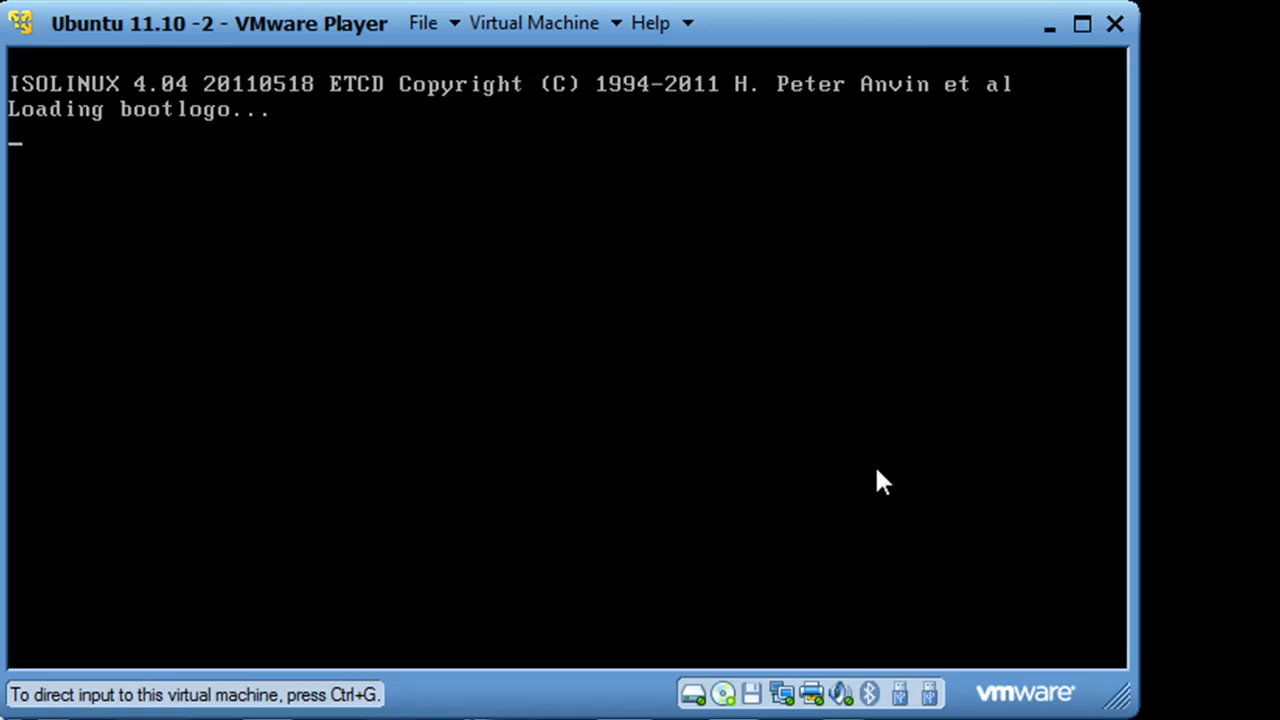 Ubuntu 11.10 -2 - VMware Player File Virtual Machine Help
ISOLINUX 4.04 20110518 ETCD Copyright (C) 1994-2011 H. Peter Anvin et al
Loading bootlogo...
To direct input to this virtual machine, press Ctrl+G.
vmware